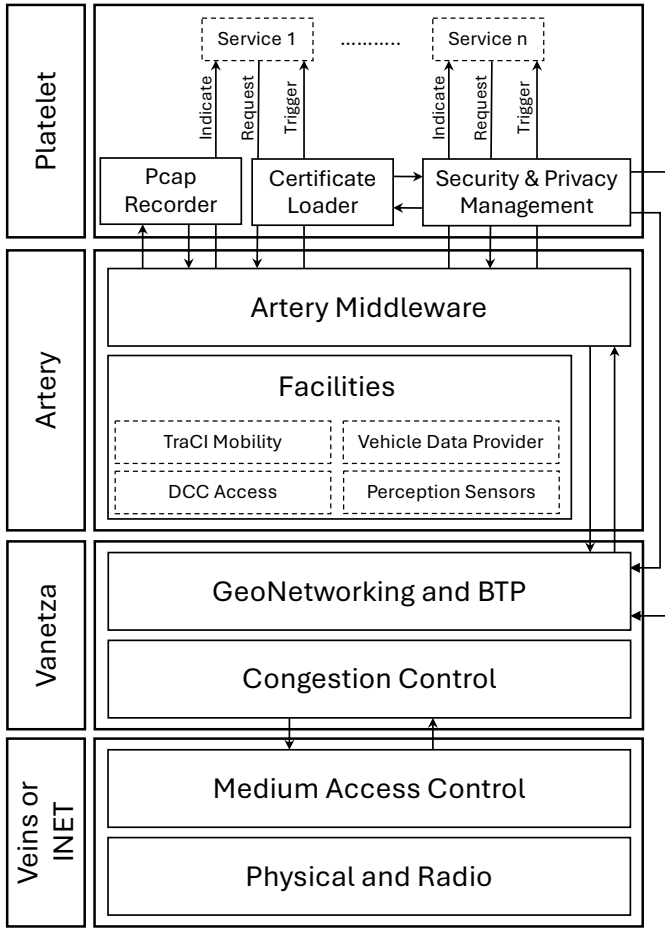 Platelet
Service 1
...........
Service n
Indicate
Request
Trigger
Indicate
Request
Trigger
Pcap
Recorder
Certificate
Loader
Security & Privacy
Management
Artery
Artery Middleware
Facilities
TraCI Mobility
Vehicle Data Provider
DCC Access
Perception Sensors
Vanetza
GeoNetworking and BTP
Congestion Control
Veins or
INET
Medium Access Control
Physical and Radio